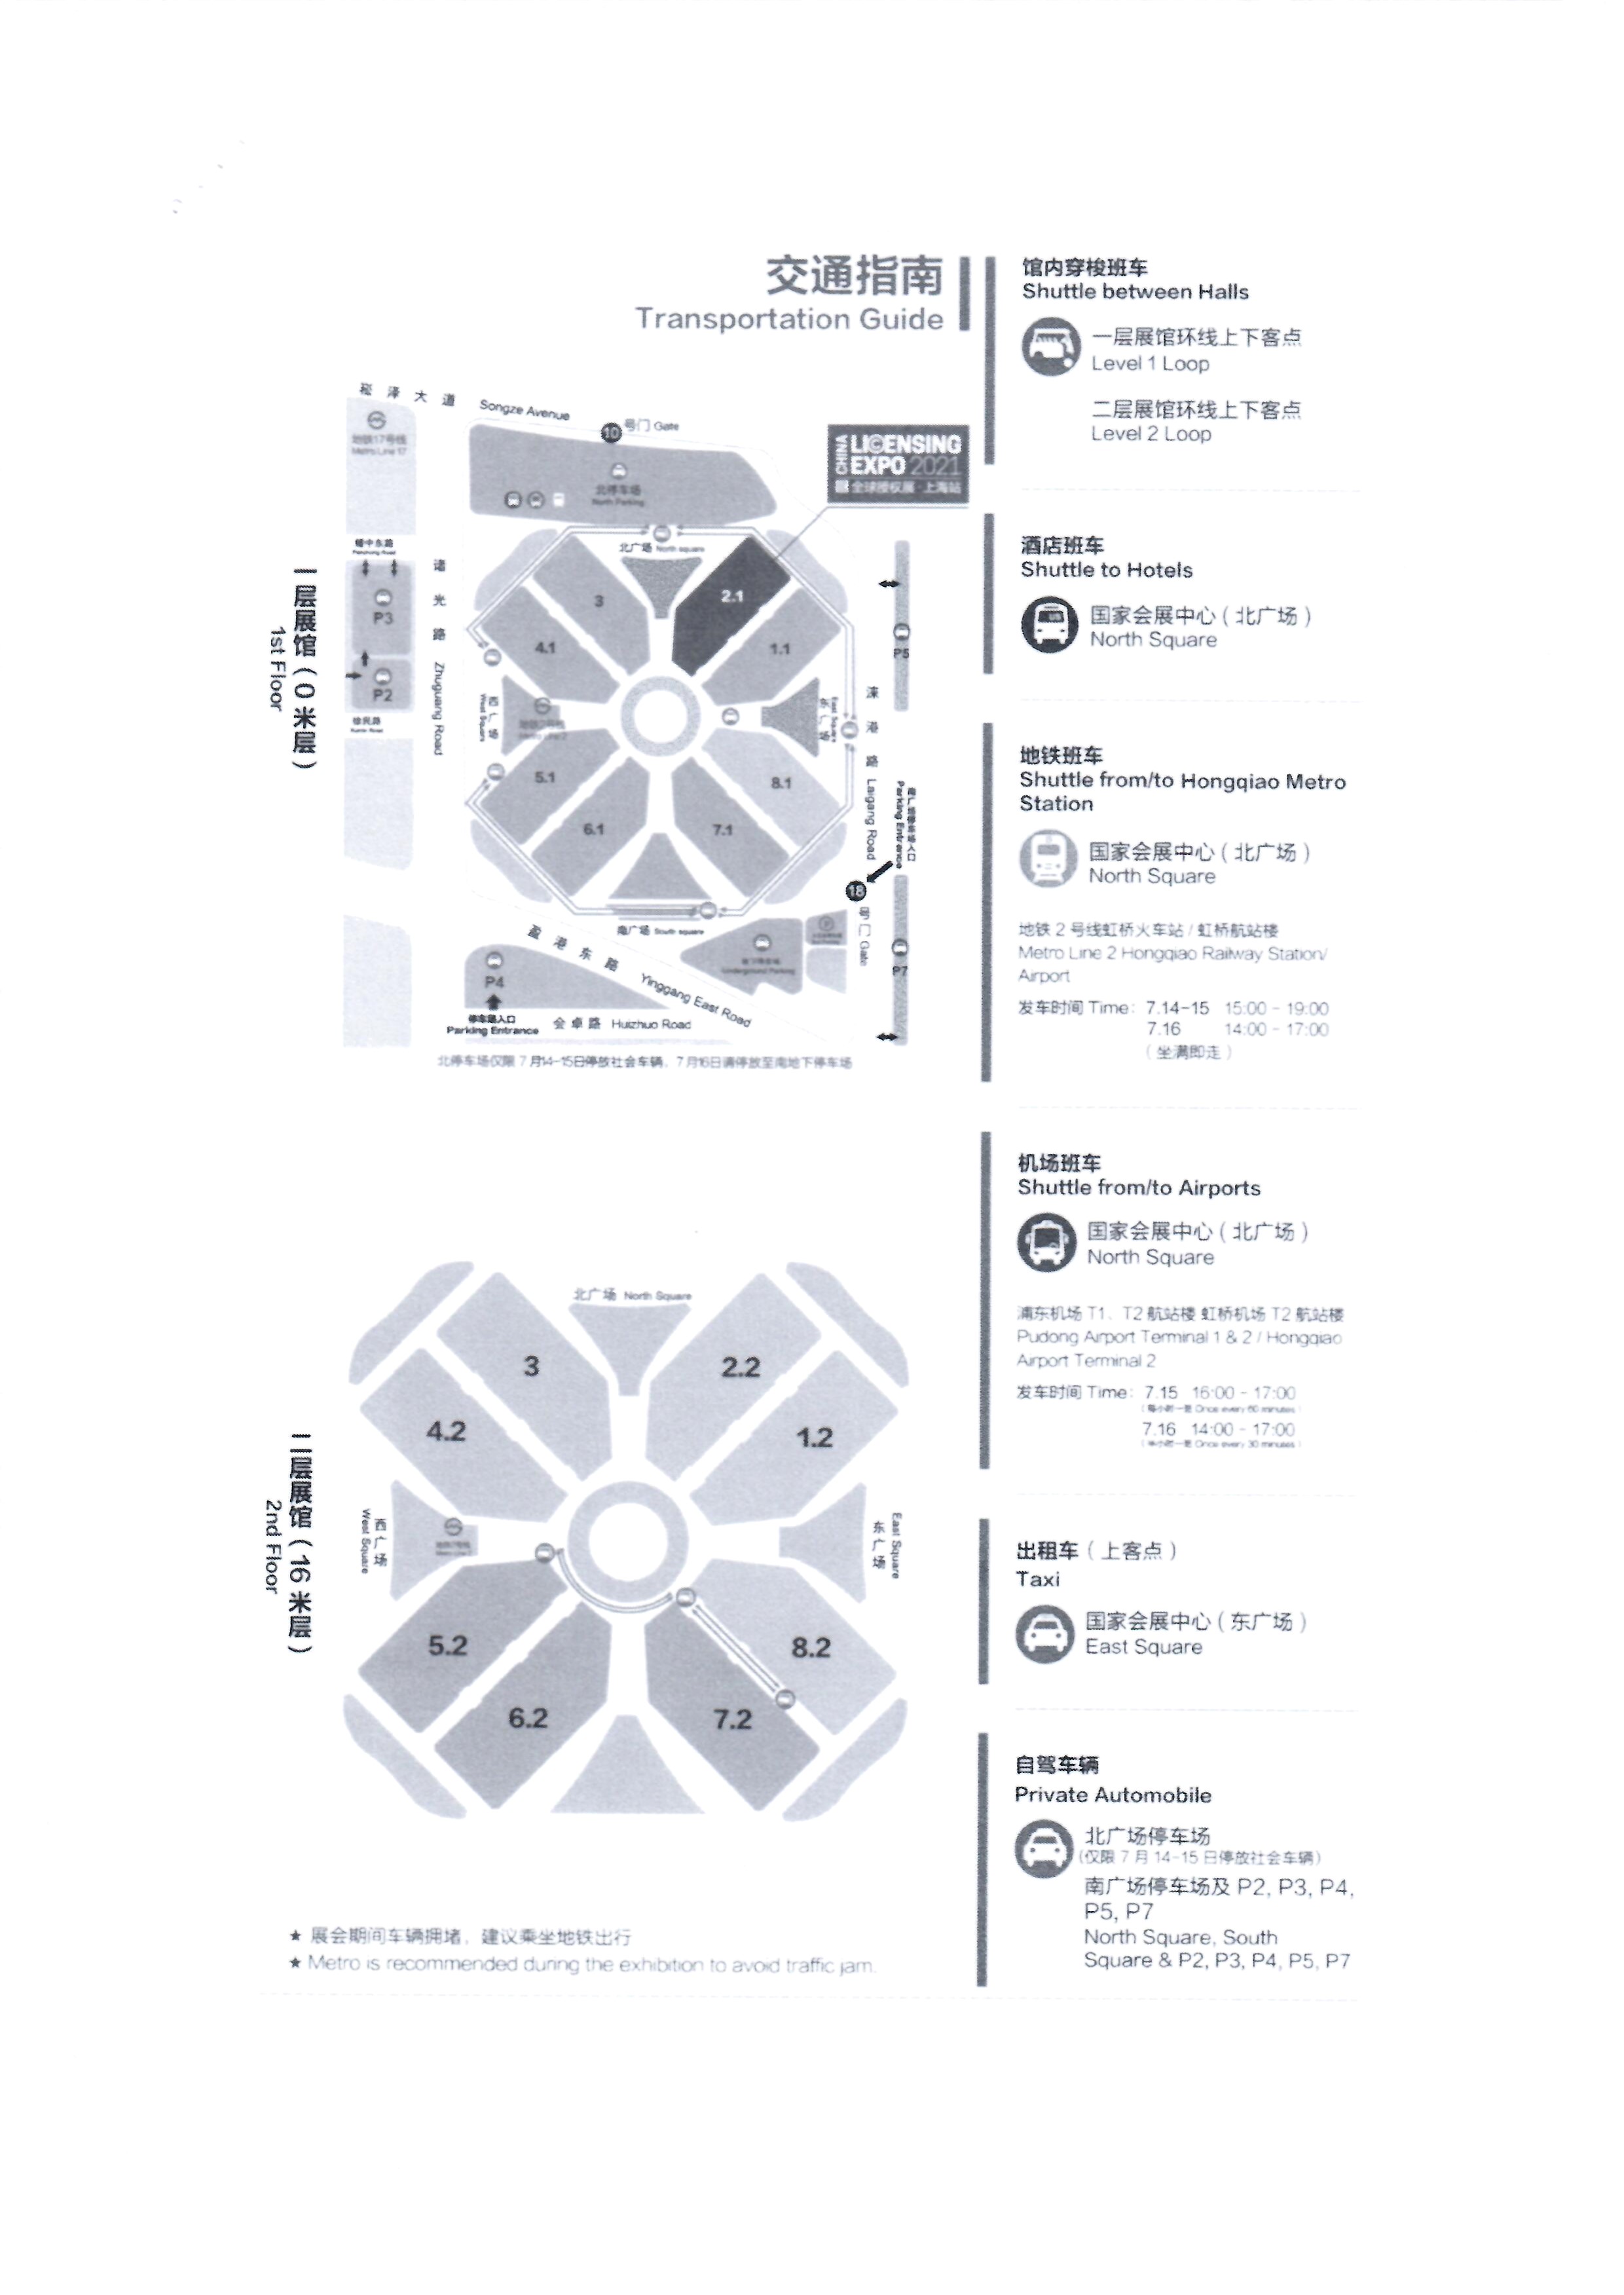 交通指南
Transportation Guide
崧泽大道 Songze Avenue
10 号门 Gate
地铁17号线
Metro Line 17
北停车场
North Parking
CHINA LICENSING EXPO 2021
全球授权展·上海站
一层展馆（0 米层）
1st Floor
蟠中东路
P3
P2
徐民路
诸光路 Zhuguang Road
北广场 North square
3
2.1
4.1
1.1
西广场
West Square
地铁2号线
Metro Line 2
East Square
东广场
5.1
8.1
6.1
7.1
P5
涞港路 Laigang Road
南广场停车场入口
Parking Entrance
18 号门 Gate
P7
南广场 South square
地下停车场
Underground Parking
盈港东路 Yinggang East Road
P4
停车场入口
Parking Entrance
会卓路 Huizhuo Road
北停车场仅限 7 月14-15日停放社会车辆，7 月16日请停放至南地下停车场
二层展馆（16 米层）
2nd Floor
北广场 North Square
3
2.2
4.2
1.2
西广场
West Square
地铁2号线
Metro Line 2
East Square
东广场
5.2
8.2
6.2
7.2
★ 展会期间车辆拥堵，建议乘坐地铁出行
★ Metro is recommended during the exhibition to avoid traffic jam.
馆内穿梭班车
Shuttle between Halls
一层展馆环线上下客点
Level 1 Loop
二层展馆环线上下客点
Level 2 Loop
酒店班车
Shuttle to Hotels
国家会展中心（北广场）
North Square
地铁班车
Shuttle from/to Hongqiao Metro
Station
国家会展中心（北广场）
North Square
地铁 2 号线虹桥火车站 / 虹桥航站楼
Metro Line 2 Hongqiao Railway Station/
Airport
发车时间 Time: 7.14-15 15:00 - 19:00
7.16 14:00 - 17:00
（坐满即走）
机场班车
Shuttle from/to Airports
国家会展中心（北广场）
North Square
浦东机场 T1、T2 航站楼 虹桥机场 T2 航站楼
Pudong Airport Terminal 1 & 2 / Hongqiao
Airport Terminal 2
发车时间 Time: 7.15 16:00 - 17:00
（每小时一班 Once every 60 minutes）
7.16 14:00 - 17:00
（半小时一班 Once every 30 minutes）
出租车（上客点）
Taxi
国家会展中心（东广场）
East Square
自驾车辆
Private Automobile
北广场停车场
（仅限 7 月 14-15 日停放社会车辆）
南广场停车场及 P2, P3, P4,
P5, P7
North Square, South
Square & P2, P3, P4, P5, P7